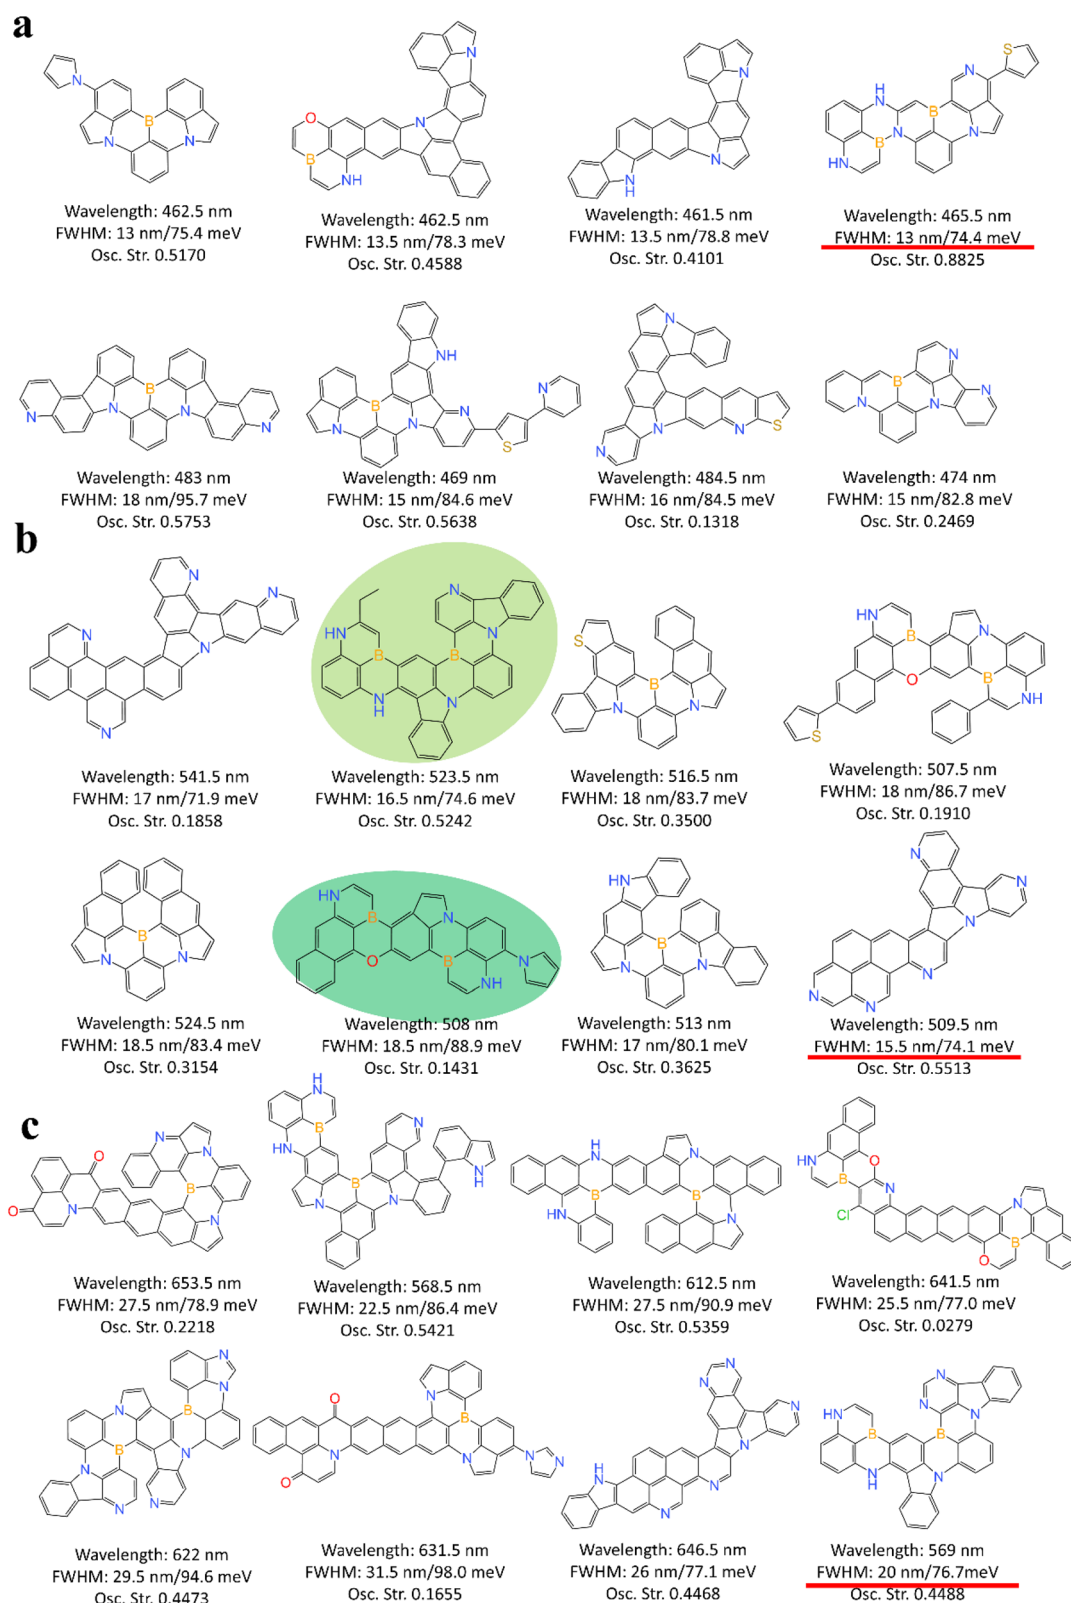 a
Wavelength: 462.5 nm
FWHM: 13 nm/75.4 meV
Osc. Str. 0.5170
Wavelength: 462.5 nm
FWHM: 13.5 nm/78.3 meV
Osc. Str. 0.4588
Wavelength: 461.5 nm
FWHM: 13.5 nm/78.8 meV
Osc. Str. 0.4101
Wavelength: 465.5 nm
FWHM: 13 nm/74.4 meV
Osc. Str. 0.8825
Wavelength: 483 nm
FWHM: 18 nm/95.7 meV
Osc. Str. 0.5753
Wavelength: 469 nm
FWHM: 15 nm/84.6 meV
Osc. Str. 0.5638
Wavelength: 484.5 nm
FWHM: 16 nm/84.5 meV
Osc. Str. 0.1318
Wavelength: 474 nm
FWHM: 15 nm/82.8 meV
Osc. Str. 0.2469
b
Wavelength: 541.5 nm
FWHM: 17 nm/71.9 meV
Osc. Str. 0.1858
Wavelength: 523.5 nm
FWHM: 16.5 nm/74.6 meV
Osc. Str. 0.5242
Wavelength: 516.5 nm
FWHM: 18 nm/83.7 meV
Osc. Str. 0.3500
Wavelength: 507.5 nm
FWHM: 18 nm/86.7 meV
Osc. Str. 0.1910
Wavelength: 524.5 nm
FWHM: 18.5 nm/83.4 meV
Osc. Str. 0.3154
Wavelength: 508 nm
FWHM: 18.5 nm/88.9 meV
Osc. Str. 0.1431
Wavelength: 513 nm
FWHM: 17 nm/80.1 meV
Osc. Str. 0.3625
Wavelength: 509.5 nm
FWHM: 15.5 nm/74.1 meV
Osc. Str. 0.5513
c
Wavelength: 653.5 nm
FWHM: 27.5 nm/78.9 meV
Osc. Str. 0.2218
Wavelength: 568.5 nm
FWHM: 22.5 nm/86.4 meV
Osc. Str. 0.5421
Wavelength: 612.5 nm
FWHM: 27.5 nm/90.9 meV
Osc. Str. 0.5359
Wavelength: 641.5 nm
FWHM: 25.5 nm/77.0 meV
Osc. Str. 0.0279
Wavelength: 622 nm
FWHM: 29.5 nm/94.6 meV
Osc. Str. 0.4473
Wavelength: 631.5 nm
FWHM: 31.5 nm/98.0 meV
Osc. Str. 0.1655
Wavelength: 646.5 nm
FWHM: 26 nm/77.1 meV
Osc. Str. 0.4468
Wavelength: 569 nm
FWHM: 20 nm/76.7meV
Osc. Str. 0.4488